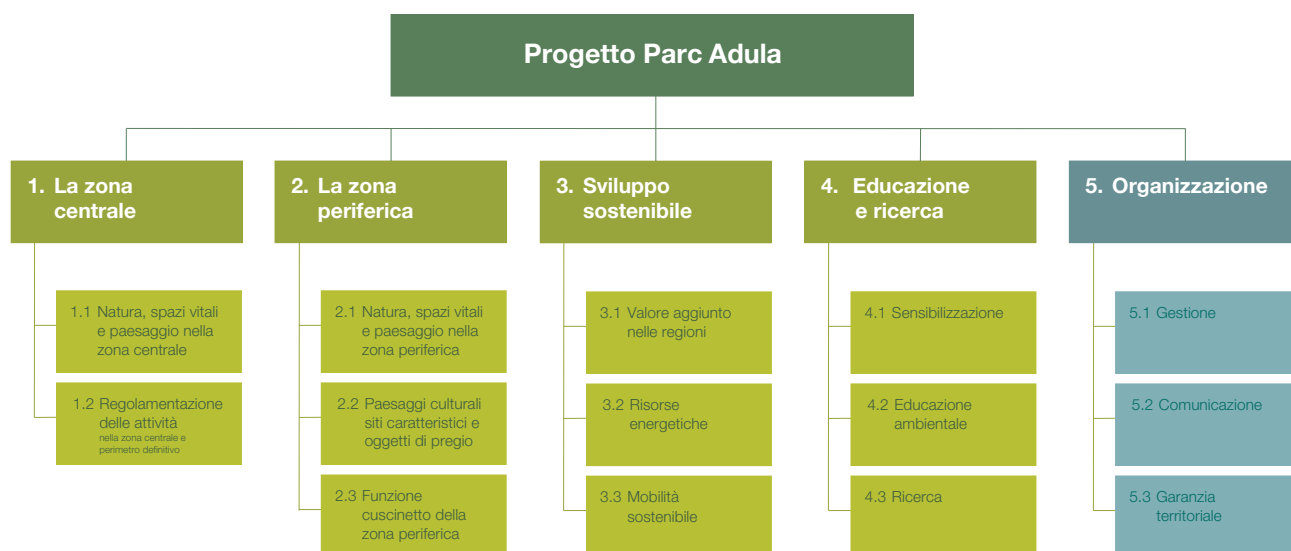 Progetto Parc Adula
1. La zona
centrale
2. La zona
periferica
3. Sviluppo
sostenibile
4. Educazione
e ricerca
5. Organizzazione
1.1 Natura, spazi vitali
e paesaggio nella
zona centrale
1.2 Regolamentazione
delle attività
nella zona centrale e
perimetro definitivo
2.1 Natura, spazi vitali
e paesaggio nella
zona periferica
2.2 Paesaggi culturali
siti caratteristici e
oggetti di pregio
2.3 Funzione
cuscinetto della
zona periferica
3.1 Valore aggiunto
nelle regioni
3.2 Risorse
energetiche
3.3 Mobilità
sostenibile
4.1 Sensibilizzazione
4.2 Educazione
ambientale
4.3 Ricerca
5.1 Gestione
5.2 Comunicazione
5.3 Garanzia
territoriale